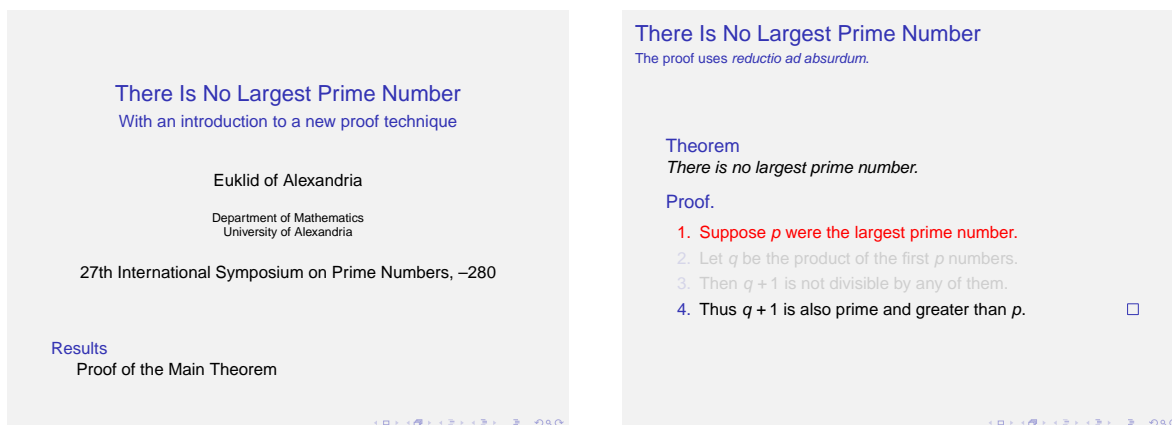 There Is No Largest Prime Number
With an introduction to a new proof technique
Euklid of Alexandria
Department of Mathematics
University of Alexandria
27th International Symposium on Prime Numbers, –280
Results
Proof of the Main Theorem
There Is No Largest Prime Number
The proof uses reductio ad absurdum.
Theorem
There is no largest prime number.
Proof.
1. Suppose p were the largest prime number.
2. Let q be the product of the first p numbers.
3. Then q + 1 is not divisible by any of them.
4. Thus q + 1 is also prime and greater than p.